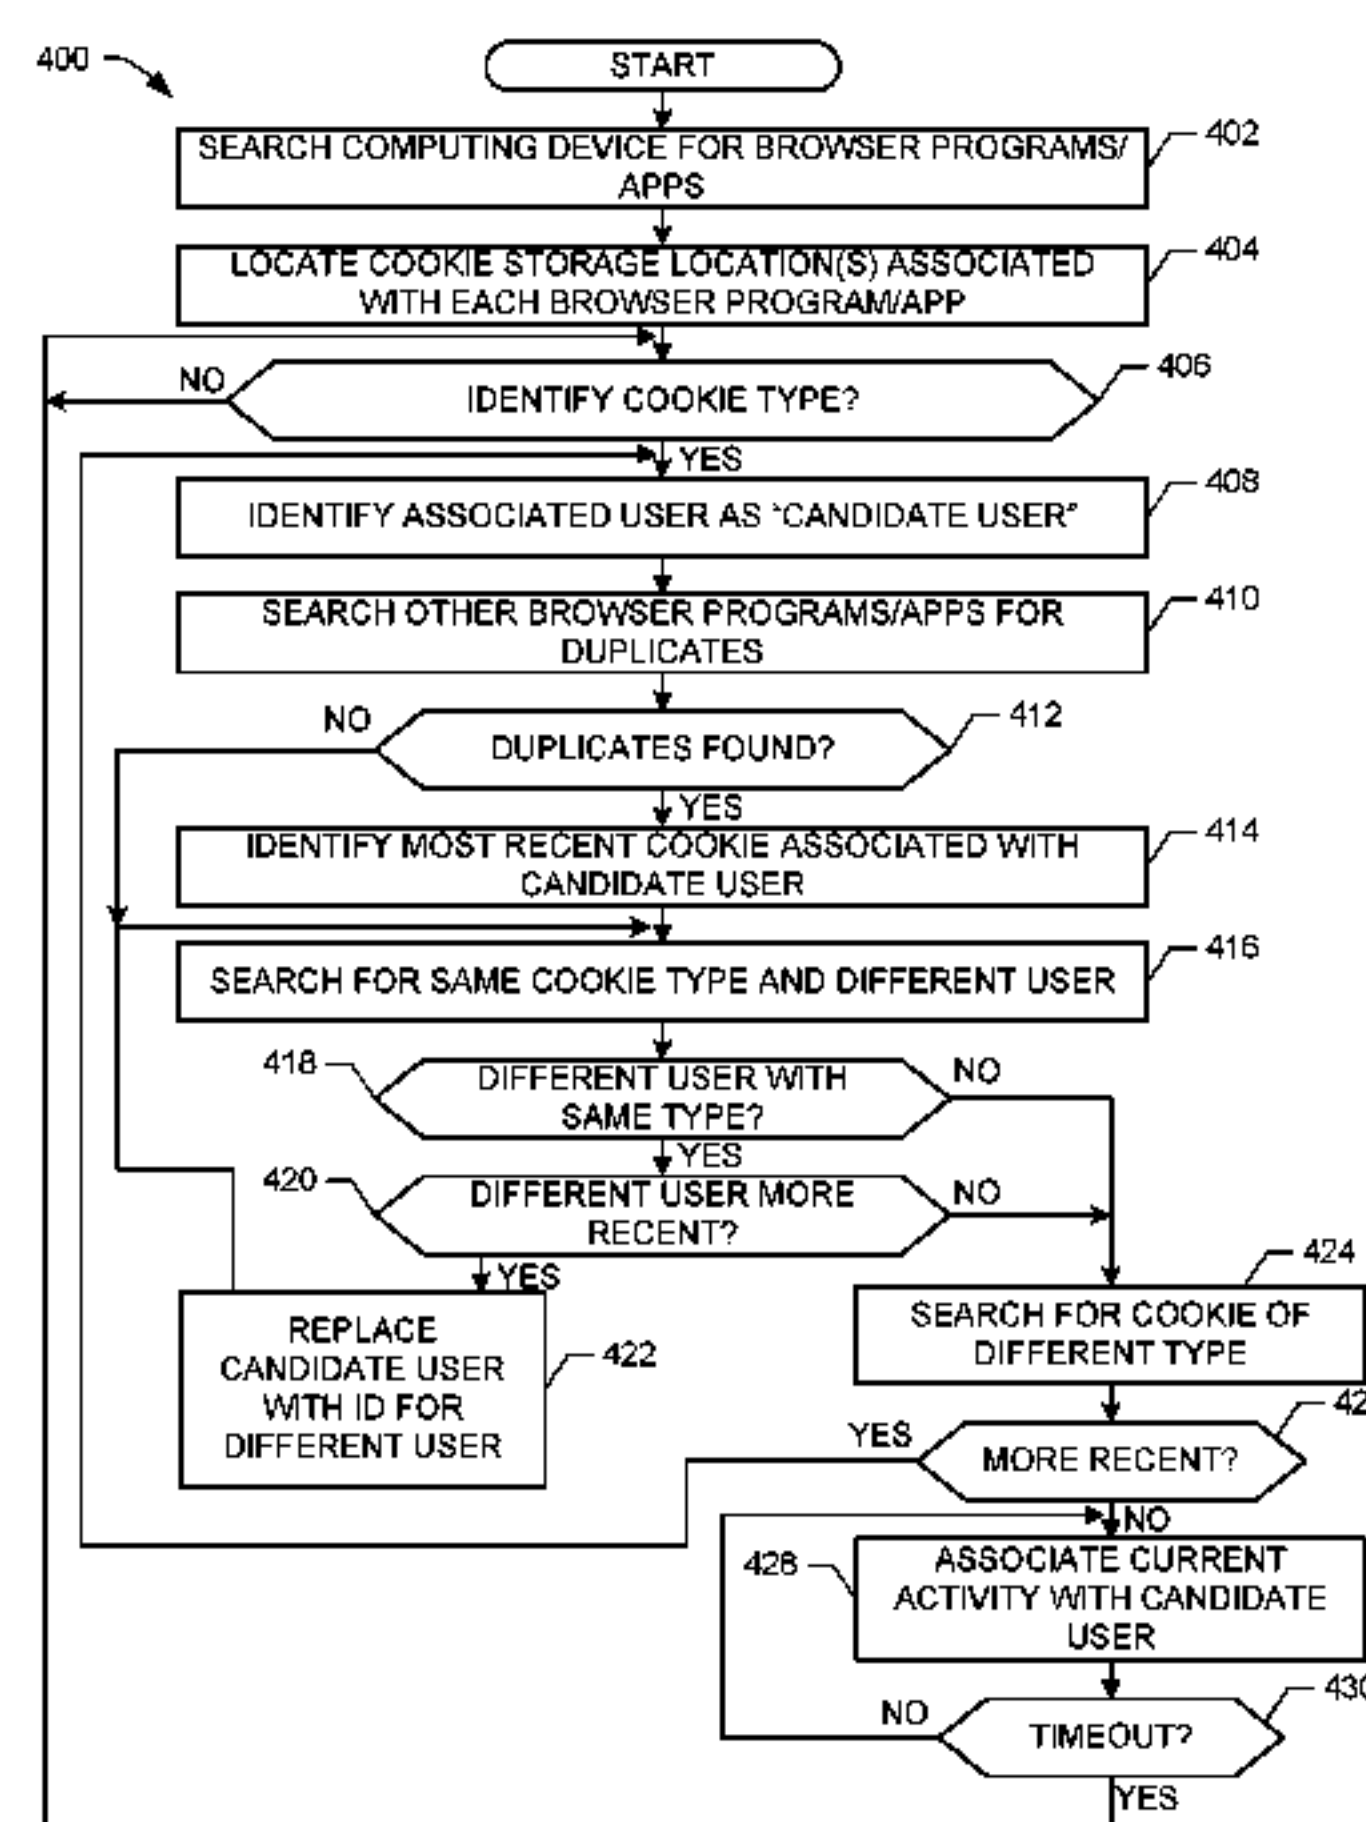 400
START
SEARCH COMPUTING DEVICE FOR BROWSER PROGRAMS/
APPS
402
LOCATE COOKIE STORAGE LOCATION(S) ASSOCIATED
WITH EACH BROWSER PROGRAM/APP
404
NO
IDENTIFY COOKIE TYPE?
406
YES
IDENTIFY ASSOCIATED USER AS "CANDIDATE USER"
408
SEARCH OTHER BROWSER PROGRAMS/APPS FOR
DUPLICATES
410
NO
DUPLICATES FOUND?
412
YES
IDENTIFY MOST RECENT COOKIE ASSOCIATED WITH
CANDIDATE USER
414
SEARCH FOR SAME COOKIE TYPE AND DIFFERENT USER
416
418
DIFFERENT USER WITH
SAME TYPE?
NO
YES
420
DIFFERENT USER MORE
RECENT?
NO
YES
REPLACE
CANDIDATE USER
WITH ID FOR
DIFFERENT USER
422
424
SEARCH FOR COOKIE OF
DIFFERENT TYPE
YES
MORE RECENT?
NO
428
ASSOCIATE CURRENT
ACTIVITY WITH CANDIDATE
USER
430
NO
TIMEOUT?
YES